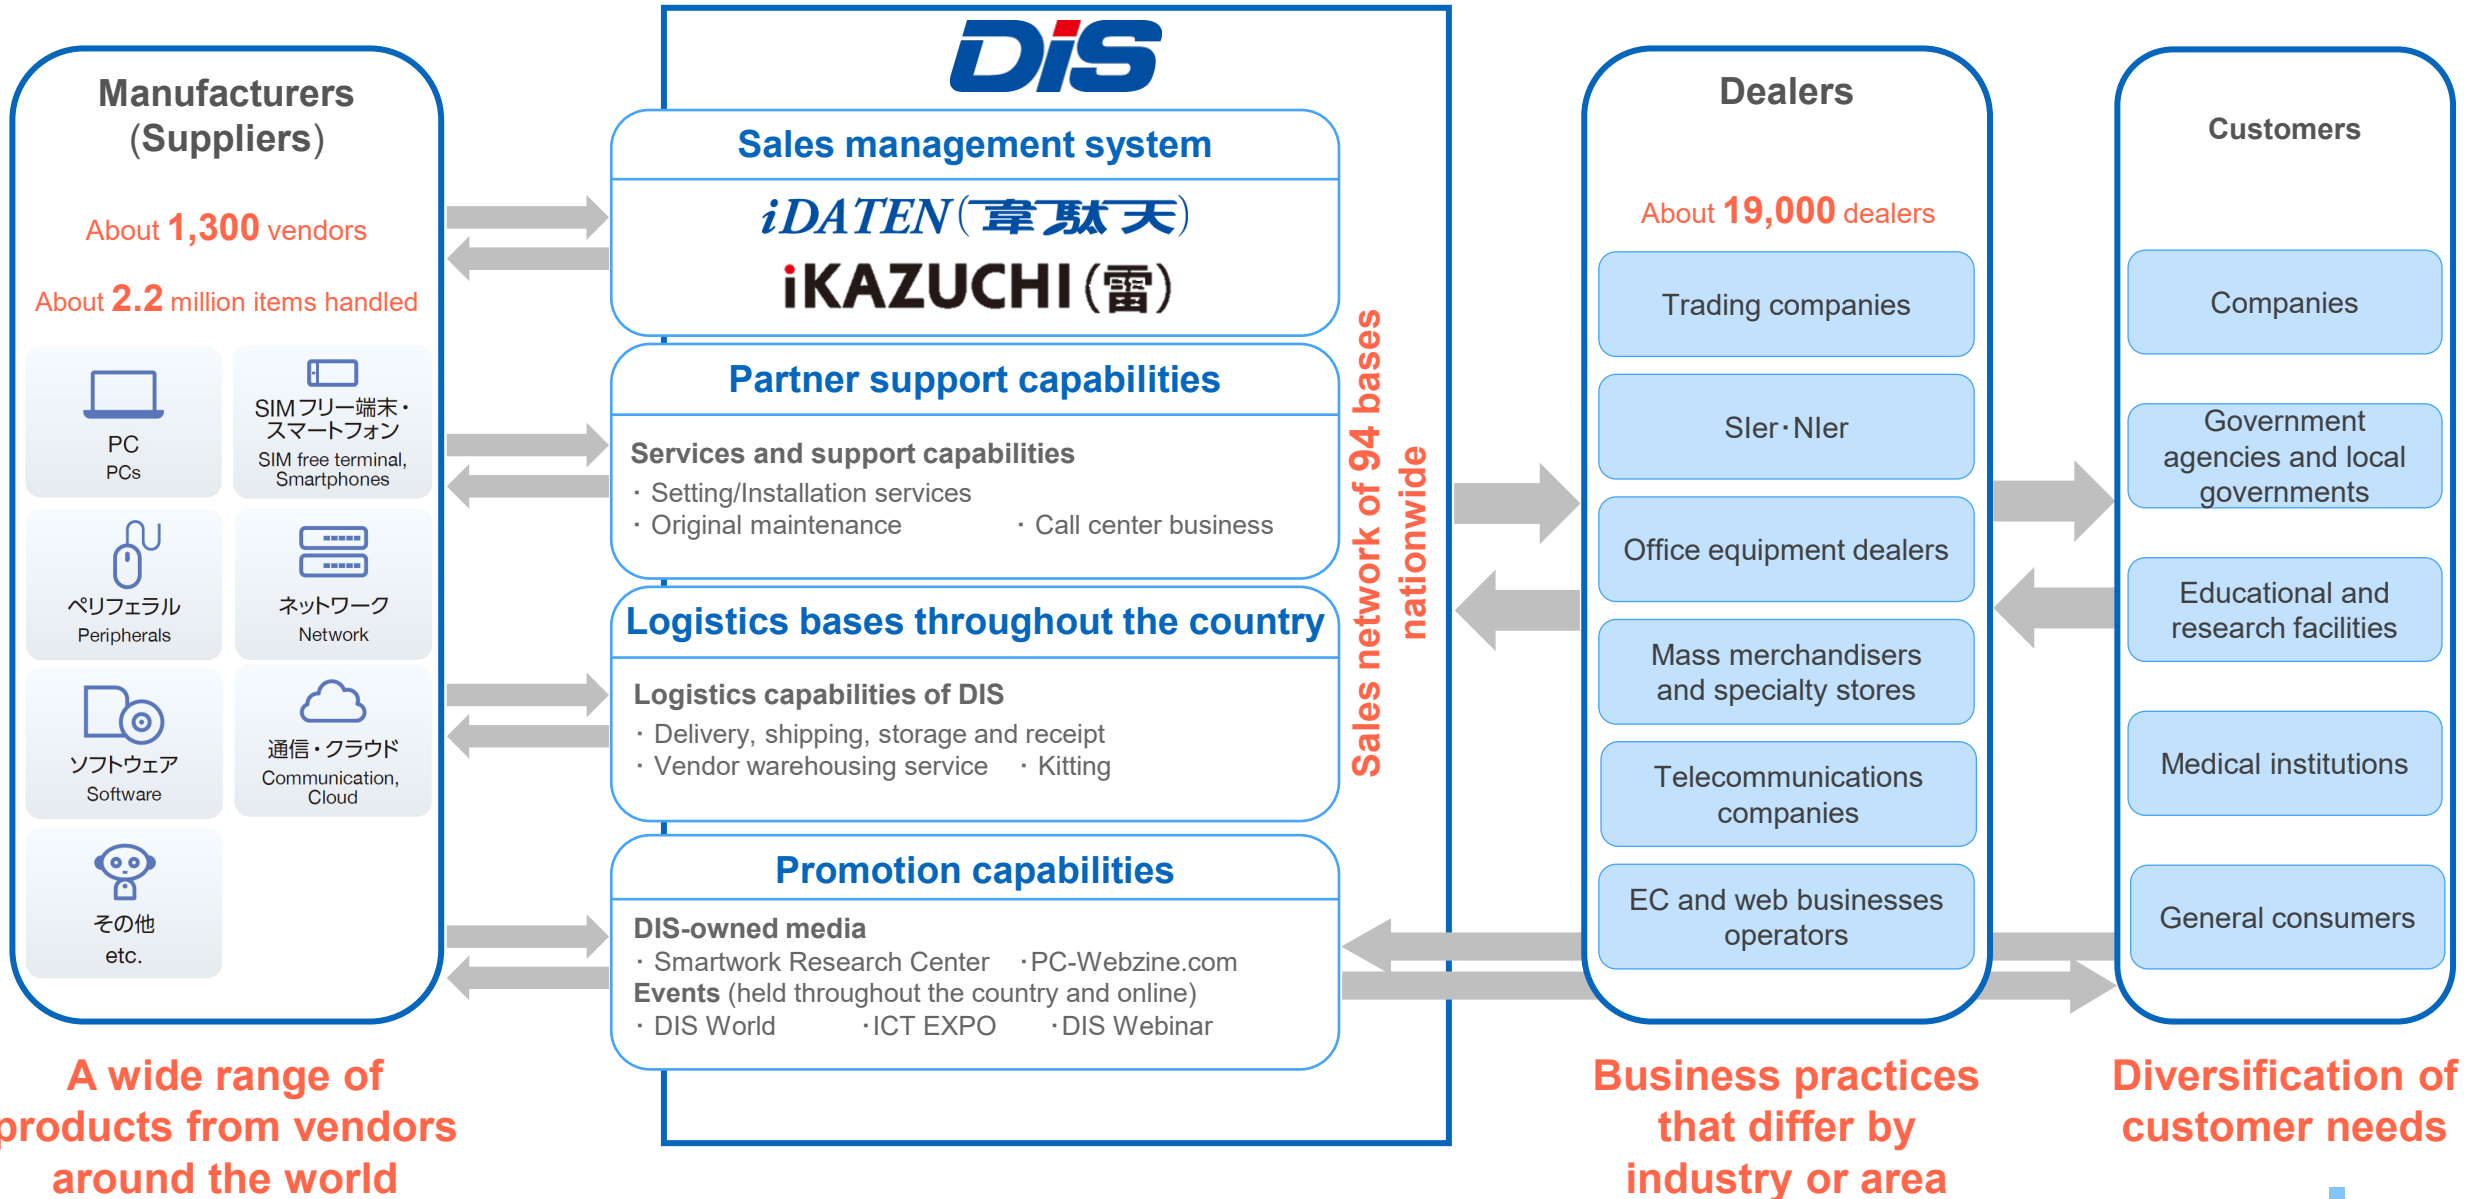 Manufacturers
(Suppliers)
About 1,300 vendors
About 2.2 million items handled
PC
PCs
SIMフリー端末・
スマートフォン
SIM free terminal,
Smartphones
ペリフェラル
Peripherals
ネットワーク
Network
ソフトウェア
Software
通信・クラウド
Communication,
Cloud
その他
etc.
A wide range of
products from vendors
around the world
DiS
Sales management system
iDATEN(韋駄天)
iKAZUCHI(雷)
Partner support capabilities
Services and support capabilities
・Setting/Installation services
・Original maintenance ・Call center business
Logistics bases throughout the country
Logistics capabilities of DIS
・Delivery, shipping, storage and receipt
・Vendor warehousing service ・Kitting
Promotion capabilities
DIS-owned media
・Smartwork Research Center ・PC-Webzine.com
Events (held throughout the country and online)
・DIS World ・ICT EXPO ・DIS Webinar
Sales network of 94 bases
nationwide
Dealers
About 19,000 dealers
Trading companies
SIer・NIer
Office equipment dealers
Mass merchandisers
and specialty stores
Telecommunications
companies
EC and web businesses
operators
Business practices
that differ by
industry or area
Customers
Companies
Government
agencies and local
governments
Educational and
research facilities
Medical institutions
General consumers
Diversification of
customer needs